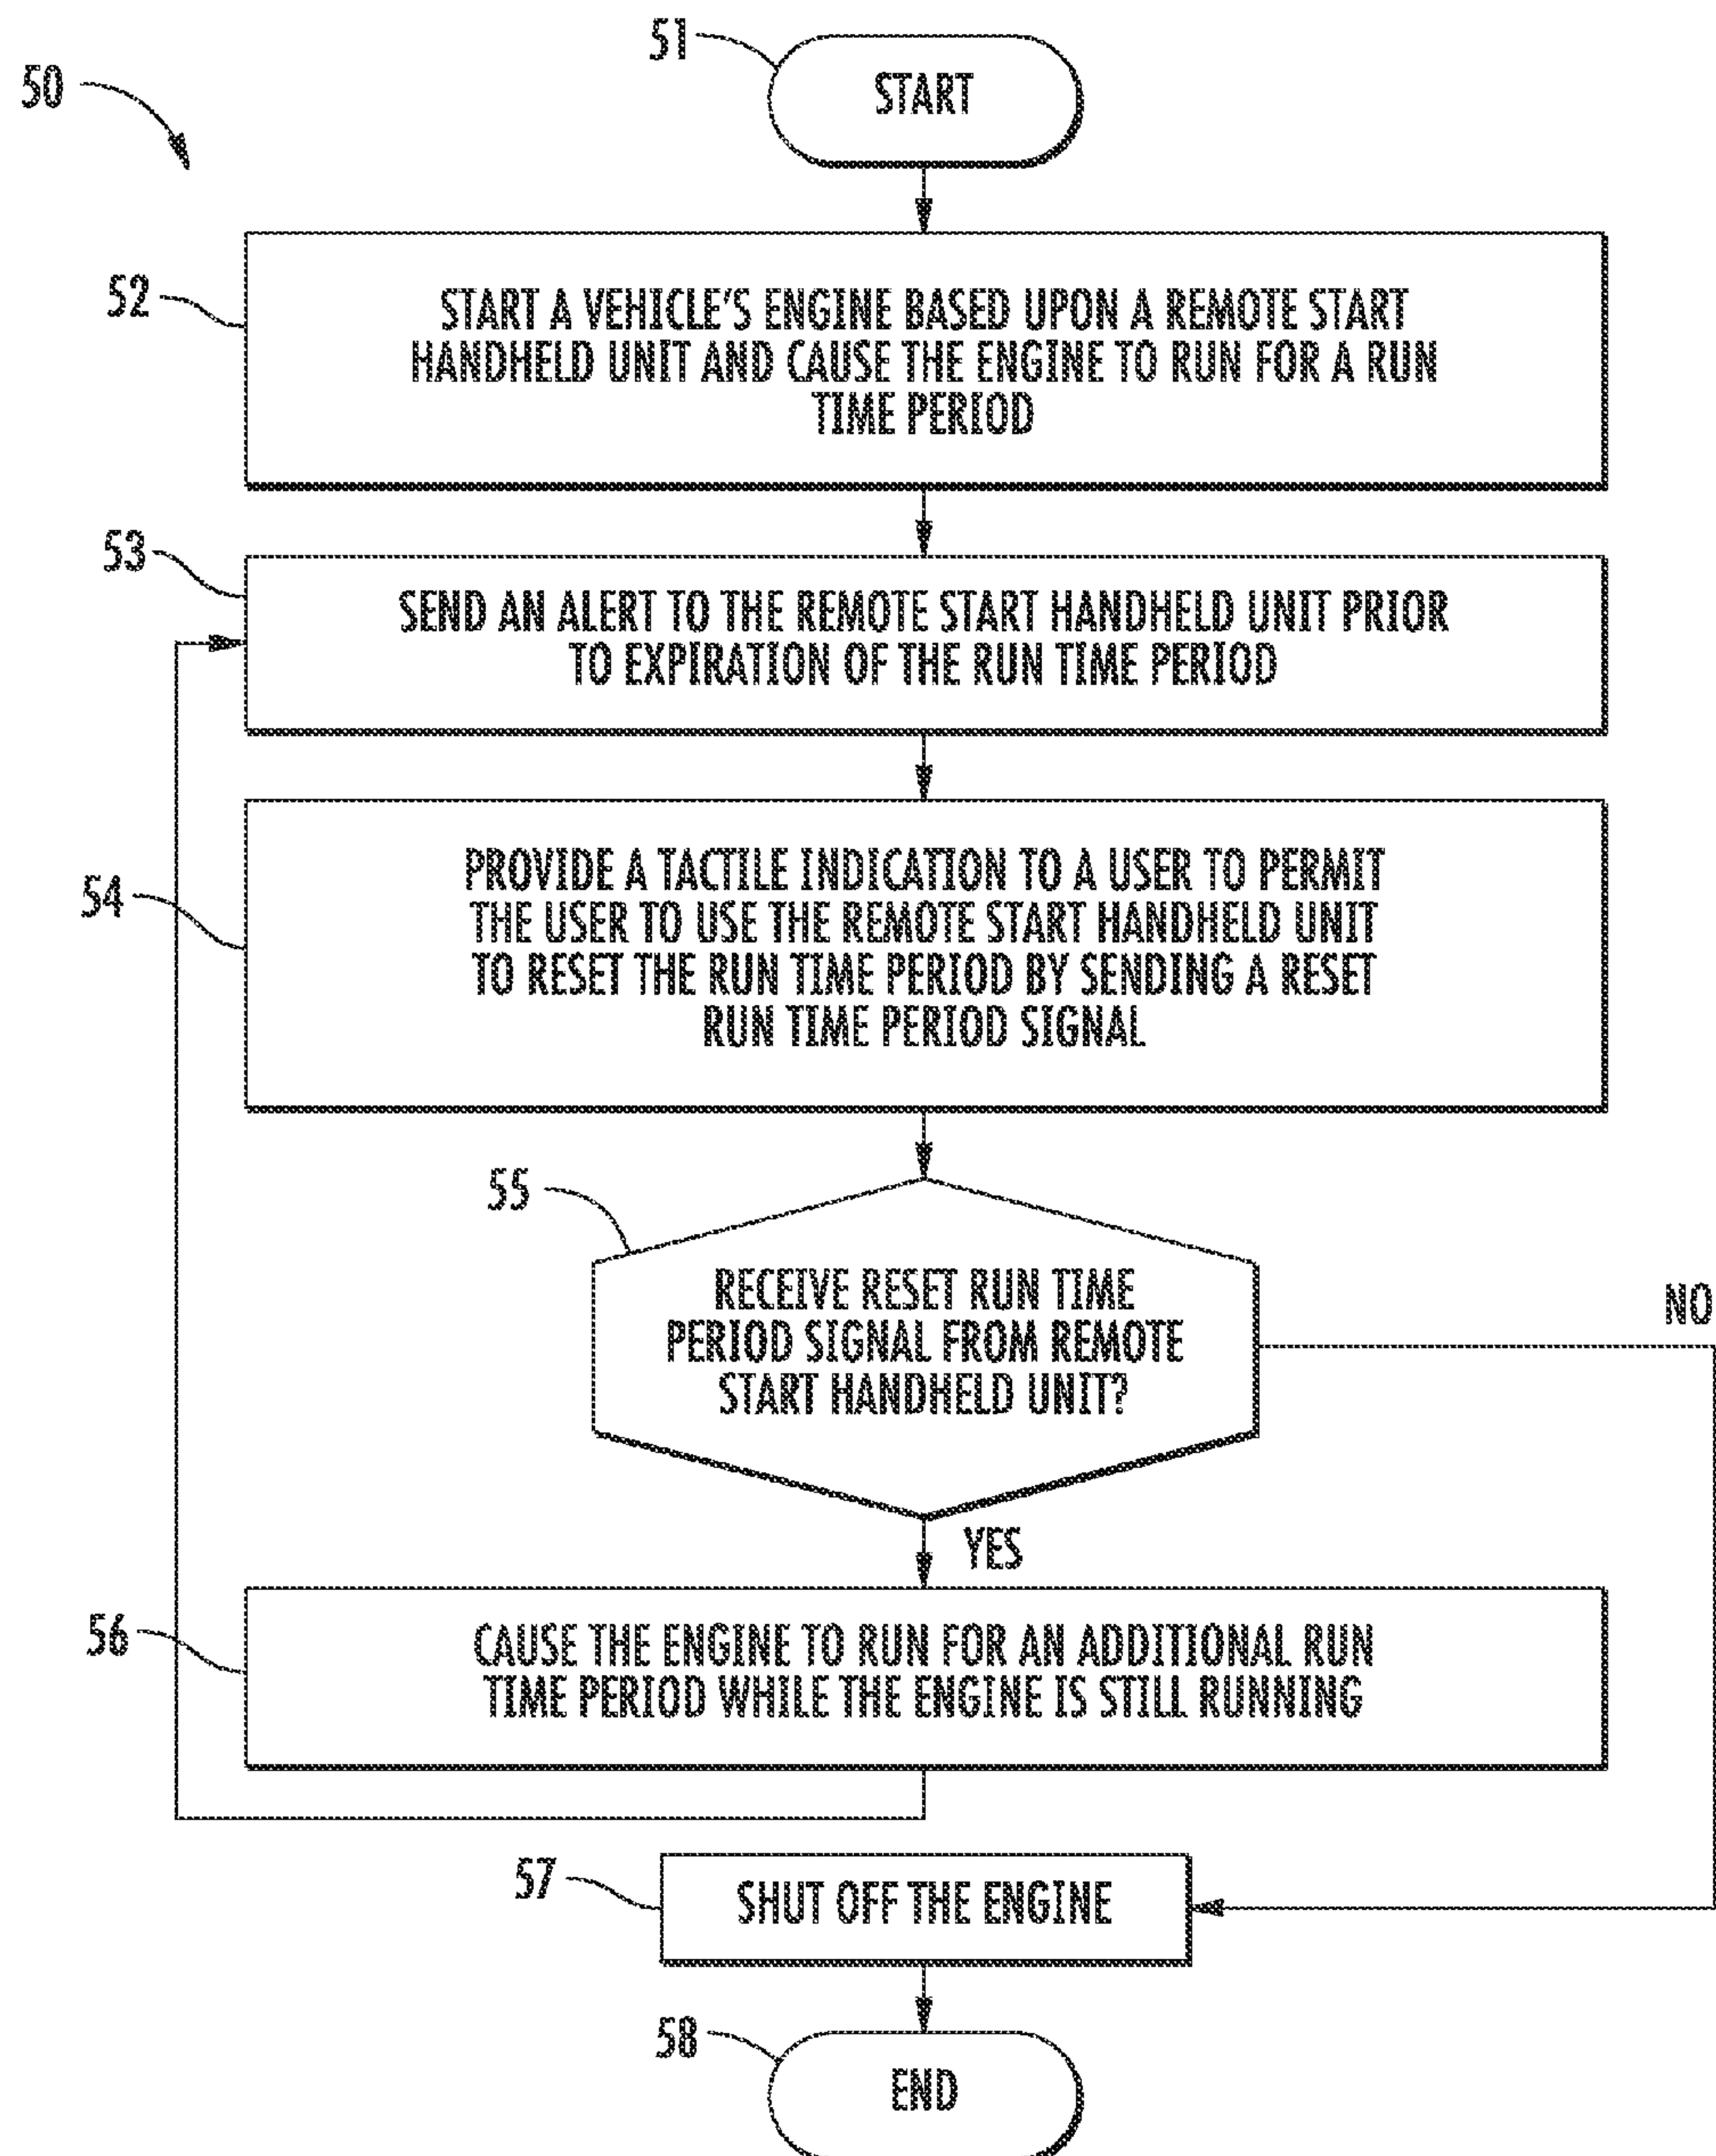 51
START
50
52
START A VEHICLE'S ENGINE BASED UPON A REMOTE START
HANDHELD UNIT AND CAUSE THE ENGINE TO RUN FOR A RUN
TIME PERIOD
53
SEND AN ALERT TO THE REMOTE START HANDHELD UNIT PRIOR
TO EXPIRATION OF THE RUN TIME PERIOD
54
PROVIDE A TACTILE INDICATION TO A USER TO PERMIT
THE USER TO USE THE REMOTE START HANDHELD UNIT
TO RESET THE RUN TIME PERIOD BY SENDING A RESET
RUN TIME PERIOD SIGNAL
55
RECEIVE RESET RUN TIME
PERIOD SIGNAL FROM REMOTE
START HANDHELD UNIT?
NO
YES
56
CAUSE THE ENGINE TO RUN FOR AN ADDITIONAL RUN
TIME PERIOD WHILE THE ENGINE IS STILL RUNNING
57
SHUT OFF THE ENGINE
58
END